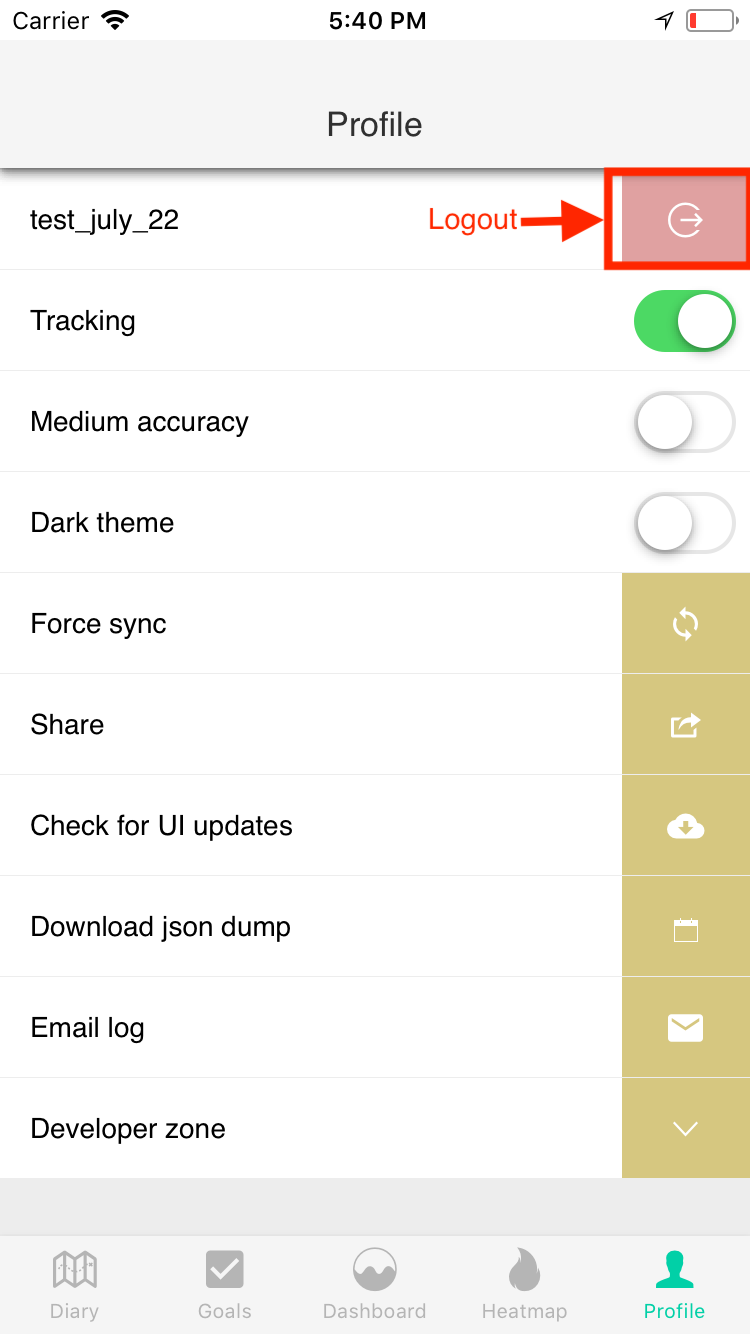 Carrier 5:40 PM
Profile
test_july_22 Logout
Tracking
Medium accuracy
Dark theme
Force sync
Share
Check for UI updates
Download json dump
Email log
Developer zone
Diary Goals Dashboard Heatmap Profile